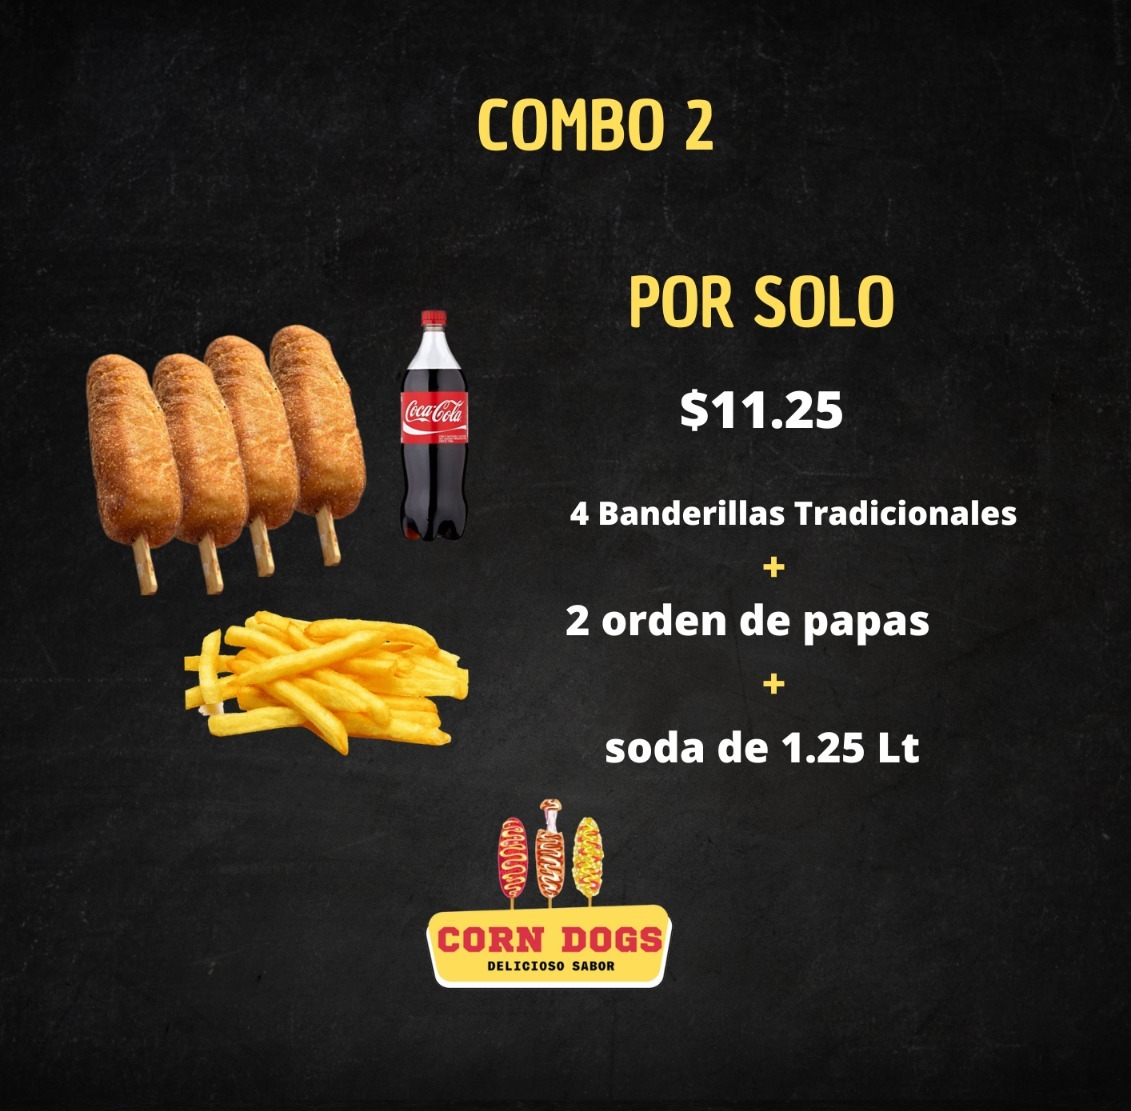 COMBO 2
POR SOLO
$11.25
4 Banderillas Tradicionales
+
2 orden de papas
+
soda de 1.25 Lt
Coca-Cola
CORN DOGS
DELICIOSO SABOR